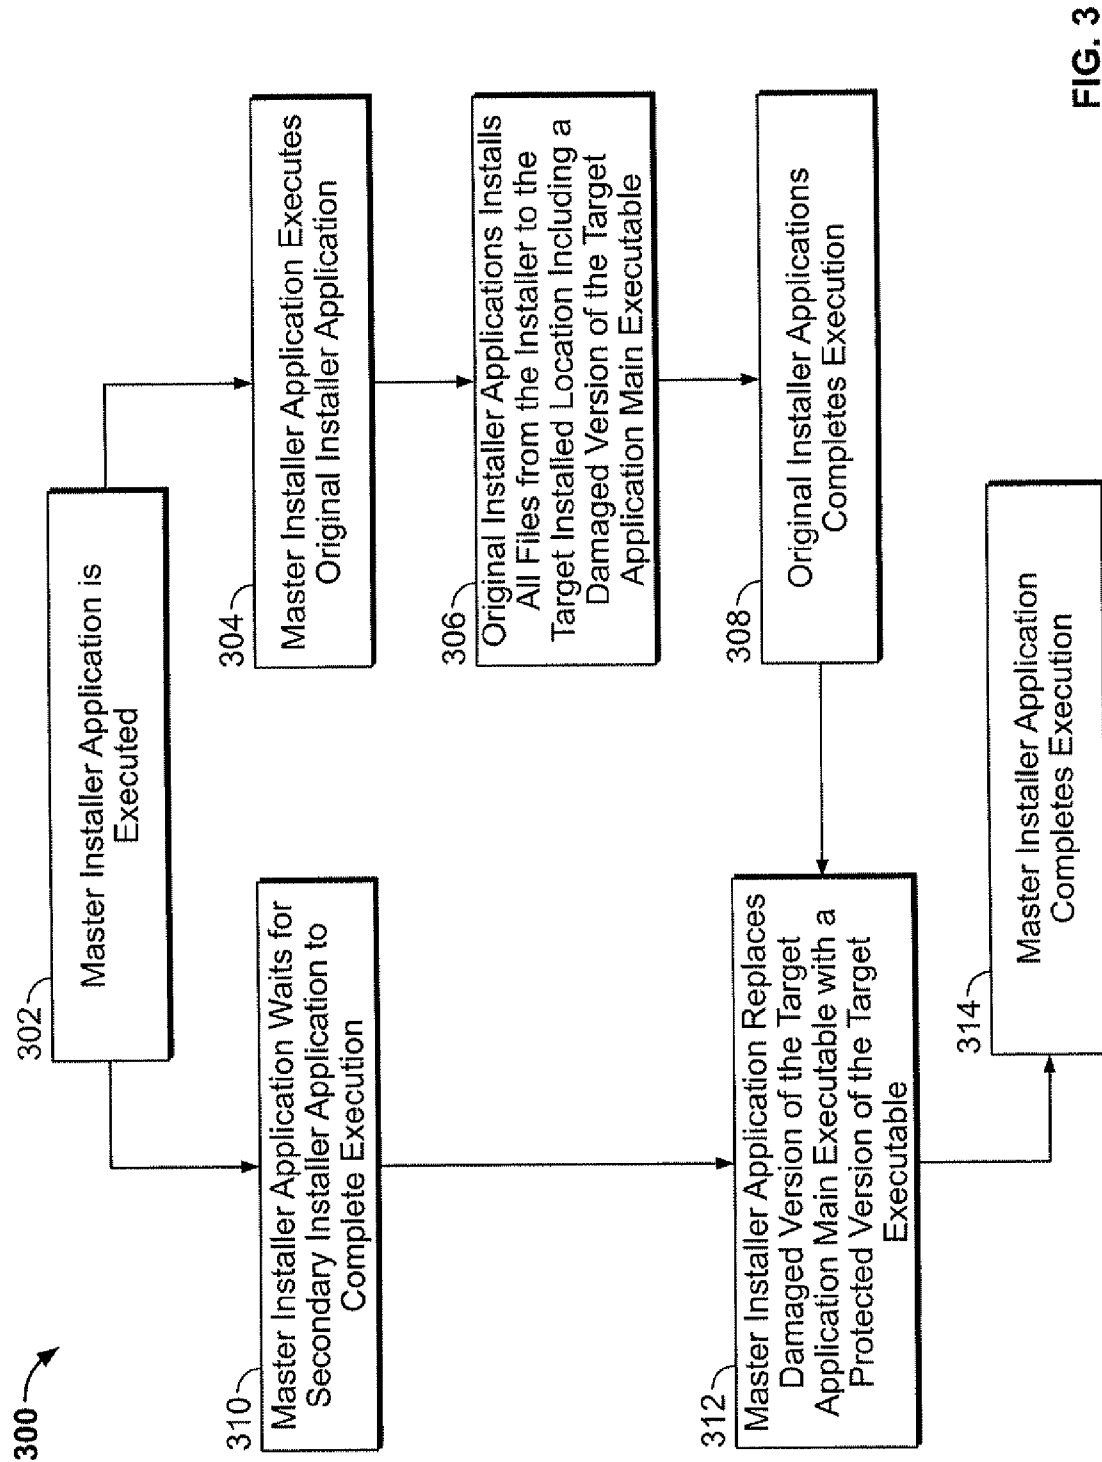 300
302
Master Installer Application is
Executed
304
Master Installer Application Executes
Original Installer Application
306
Original Installer Applications Installs
All Files from the Installer to the
Target Installed Location Including a
Damaged Version of the Target
Application Main Executable
308
Original Installer Applications
Completes Execution
310
Master Installer Application Waits for
Secondary Installer Application to
Complete Execution
312
Master Installer Application Replaces
Damaged Version of the Target
Application Main Executable with a
Protected Version of the Target
Executable
314
Master Installer Application
Completes Execution
FIG. 3